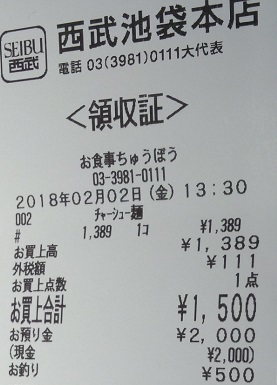 SEIBU
西武
西武池袋本店
電話 03(3981)0111大代表
＜領収証＞
お食事ちゅうぼう
03-3981-0111
2018年02月02日(金) 13:30
002 ﾁｬｰｼｭｰ麺
# 1,389 1コ ¥1,389
お買上高 ¥1,389
外税額 ¥111
お買上点数 1点
お買上合計 ¥1,500
お預り金 ¥2,000
(現金 ¥2,000)
お釣り ¥500